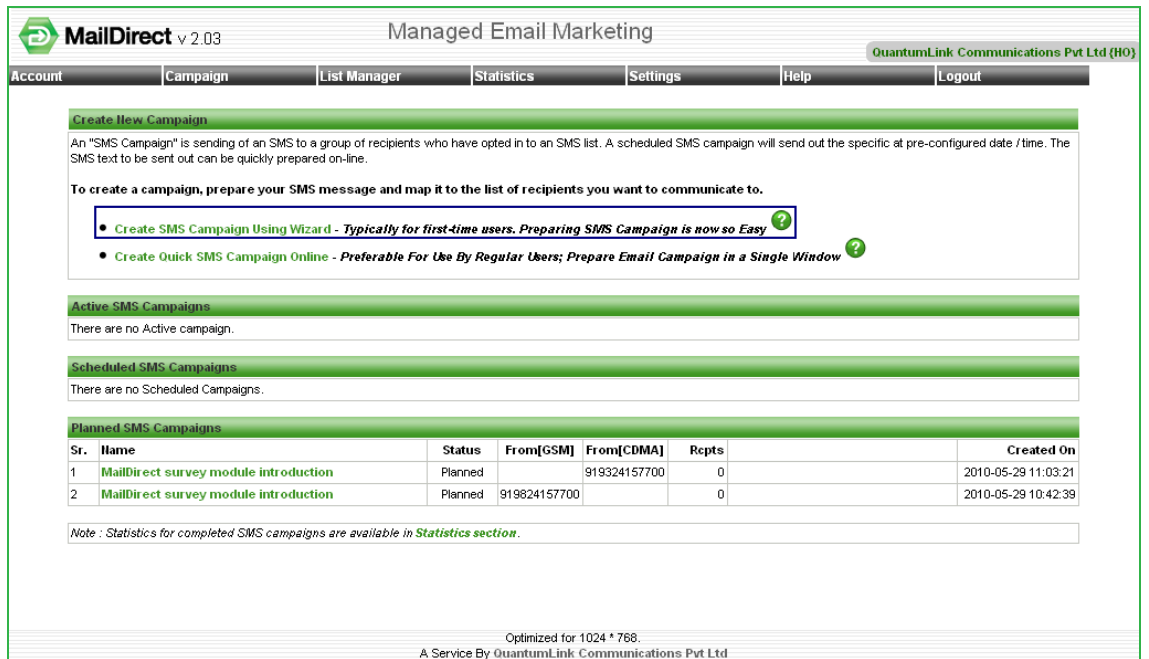 MailDirect v 2.03
Managed Email Marketing
QuantumLink Communications Pvt Ltd {HO}
Account Campaign List Manager Statistics Settings Help Logout
Create New Campaign
An "SMS Campaign" is sending of an SMS to a group of recipients who have opted in to an SMS list. A scheduled SMS campaign will send out the specific at pre-configured date / time. The
SMS text to be sent out can be quickly prepared on-line.
To create a campaign, prepare your SMS message and map it to the list of recipients you want to communicate to.
• Create SMS Campaign Using Wizard - Typically for first-time users. Preparing SMS Campaign is now so Easy ?
• Create Quick SMS Campaign Online - Preferable For Use By Regular Users; Prepare Email Campaign in a Single Window ?
Active SMS Campaigns
There are no Active campaign.
Scheduled SMS Campaigns
There are no Scheduled Campaigns.
Planned SMS Campaigns
Sr. Name Status From[GSM] From[CDMA] Rcpts Created On
1 MailDirect survey module introduction Planned 919324157700 0 2010-05-29 11:03:21
2 MailDirect survey module introduction Planned 919824157700 0 2010-05-29 10:42:39
Note : Statistics for completed SMS campaigns are available in Statistics section.
Optimized for 1024 * 768.
A Service By QuantumLink Communications Pvt Ltd